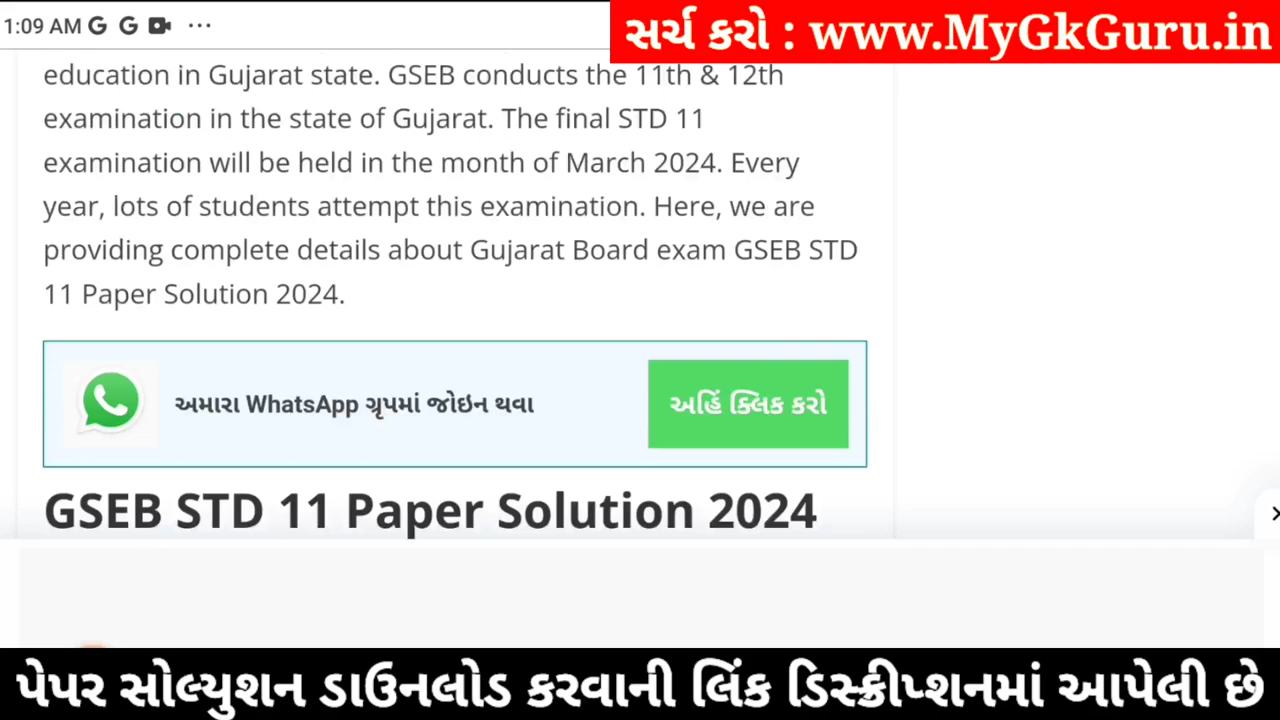 1:09 AM G G ...
સર્ચ કરો : www.MyGkGuru.in
education in Gujarat state. GSEB conducts the 11th & 12th
examination in the state of Gujarat. The final STD 11
examination will be held in the month of March 2024. Every
year, lots of students attempt this examination. Here, we are
providing complete details about Gujarat Board exam GSEB STD
11 Paper Solution 2024.
અમારા WhatsApp ગ્રૃપમાં જોઇન થવા
અહિં ક્લિક કરો
GSEB STD 11 Paper Solution 2024
પેપર સોલ્યુશન ડાઉનલોડ કરવાની લિંક ડિસ્ક્રીપ્શનમાં આપેલી છે